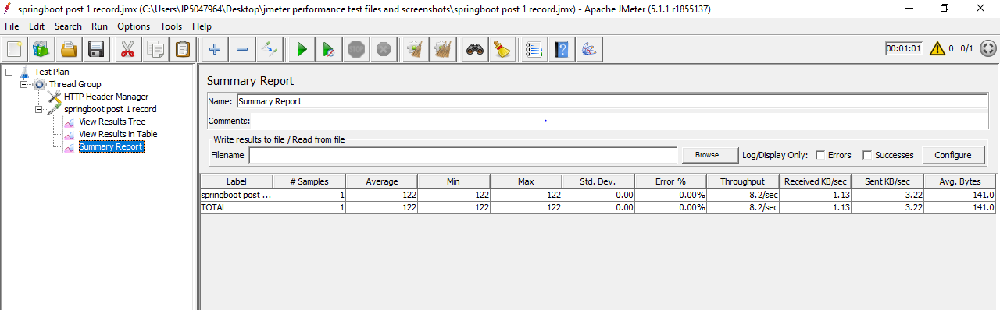 springboot post 1 record.jmx (C:\Users\JP5047964\Desktop\jmeter performance test files and screenshots\springboot post 1 record.jmx) - Apache JMeter (5.1.1 r1855137)
File Edit Search Run Options Tools Help
00:01:01 0 0/1
Test Plan
Thread Group
HTTP Header Manager
springboot post 1 record
View Results Tree
View Results in Table
Summary Report
Summary Report
Name: Summary Report
Comments:
Write results to file / Read from file
Filename Browse... Log/Display Only: Errors Successes Configure
Label # Samples Average Min Max Std. Dev. Error % Throughput Received KB/sec Sent KB/sec Avg. Bytes
springboot post ... 1 122 122 122 0.00 0.00% 8.2/sec 1.13 3.22 141.0
TOTAL 1 122 122 122 0.00 0.00% 8.2/sec 1.13 3.22 141.0